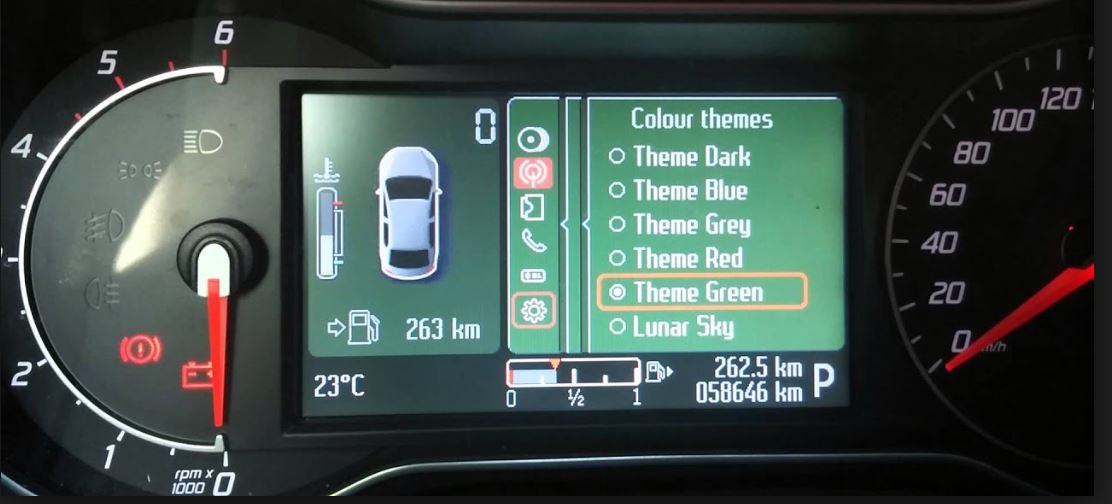 6
5
4
2
1
rpm x
1000
0
0
263 km
23°C
Colour themes
Theme Dark
Theme Blue
Theme Grey
Theme Red
Theme Green
Lunar Sky
0 ½ 1
262.5 km
058646 km
P
120
100
80
60
40
20
0